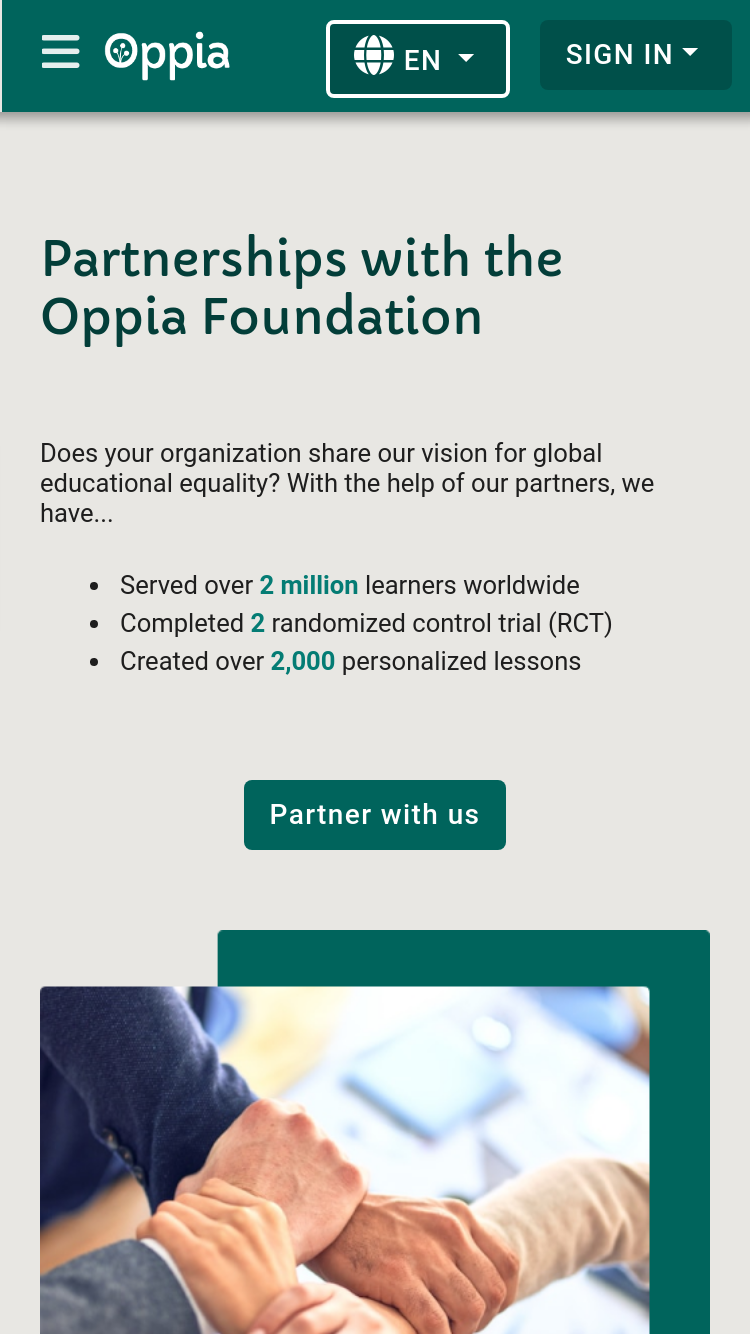 Oppia
EN
SIGN IN
Partnerships with the
Oppia Foundation
Does your organization share our vision for global
educational equality? With the help of our partners, we
have...
Served over 2 million learners worldwide
Completed 2 randomized control trial (RCT)
Created over 2,000 personalized lessons
Partner with us